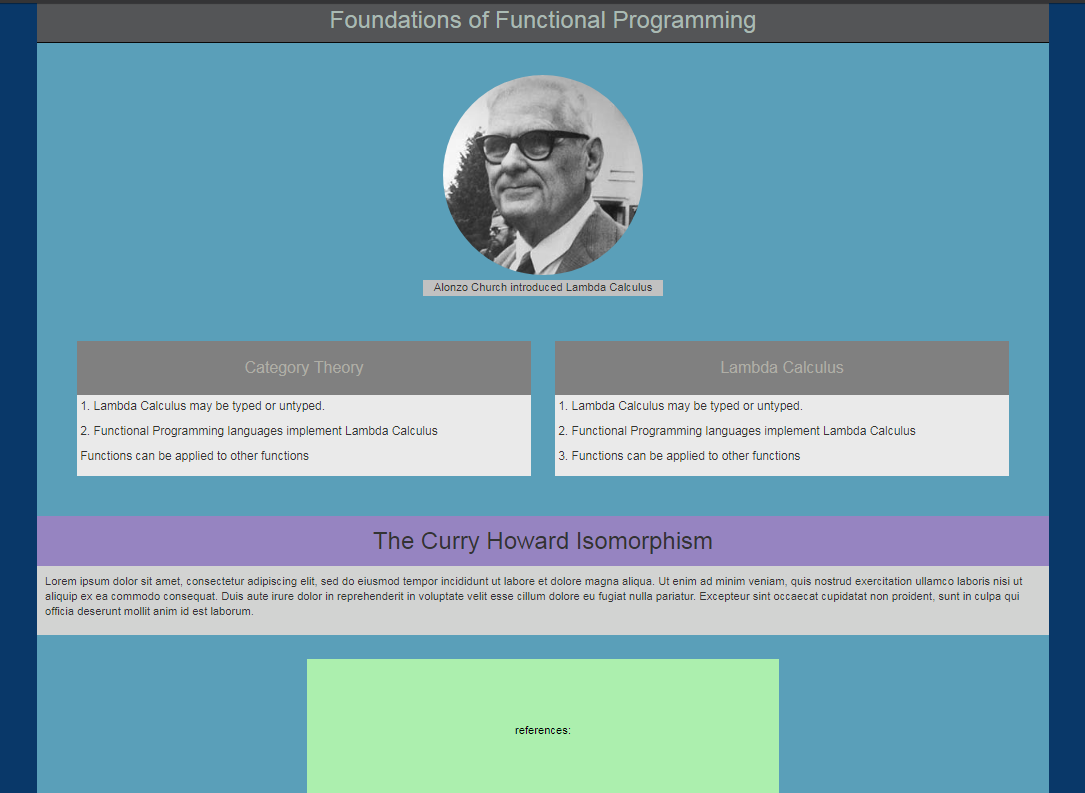 Foundations of Functional Programming
Alonzo Church introduced Lambda Calculus
Category Theory
1. Lambda Calculus may be typed or untyped.
2. Functional Programming languages implement Lambda Calculus
Functions can be applied to other functions
Lambda Calculus
1. Lambda Calculus may be typed or untyped.
2. Functional Programming languages implement Lambda Calculus
3. Functions can be applied to other functions
The Curry Howard Isomorphism
Lorem ipsum dolor sit amet, consectetur adipiscing elit, sed do eiusmod tempor incididunt ut labore et dolore magna aliqua. Ut enim ad minim veniam, quis nostrud exercitation ullamco laboris nisi ut
aliquip ex ea commodo consequat. Duis aute irure dolor in reprehenderit in voluptate velit esse cillum dolore eu fugiat nulla pariatur. Excepteur sint occaecat cupidatat non proident, sunt in culpa qui
officia deserunt mollit anim id est laborum.
references: